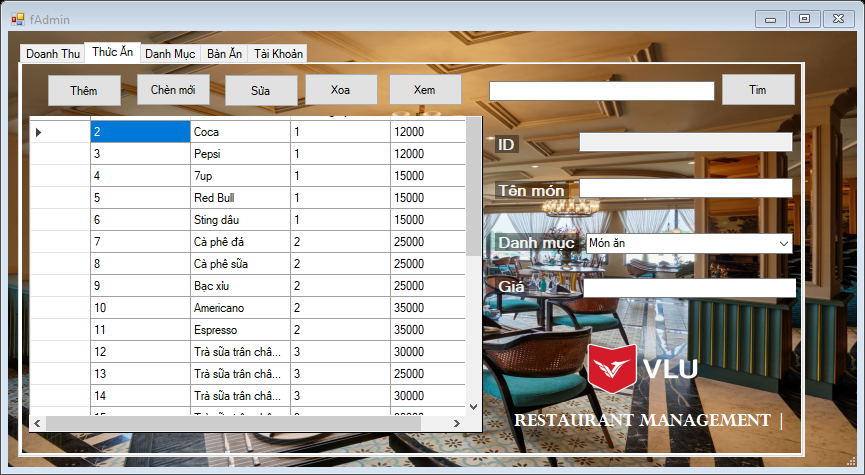 fAdmin
Doanh Thu Thức Ăn Danh Mục Bàn Ăn Tài Khoản
Thêm Chèn mới Sửa Xoa Xem Tim
2 Coca 1 12000
3 Pepsi 1 12000
4 7up 1 15000
5 Red Bull 1 15000
6 Sting dâu 1 15000
7 Cà phê đá 2 25000
8 Cà phê sữa 2 25000
9 Bạc xỉu 2 25000
10 Americano 2 35000
11 Espresso 2 35000
12 Trà sữa trân châ... 3 30000
13 Trà sữa trân châ... 3 25000
14 Trà sữa trân châ... 3 30000
ID
Tên món
Danh mục Món ăn
Giá
VLU
RESTAURANT MANAGEMENT |